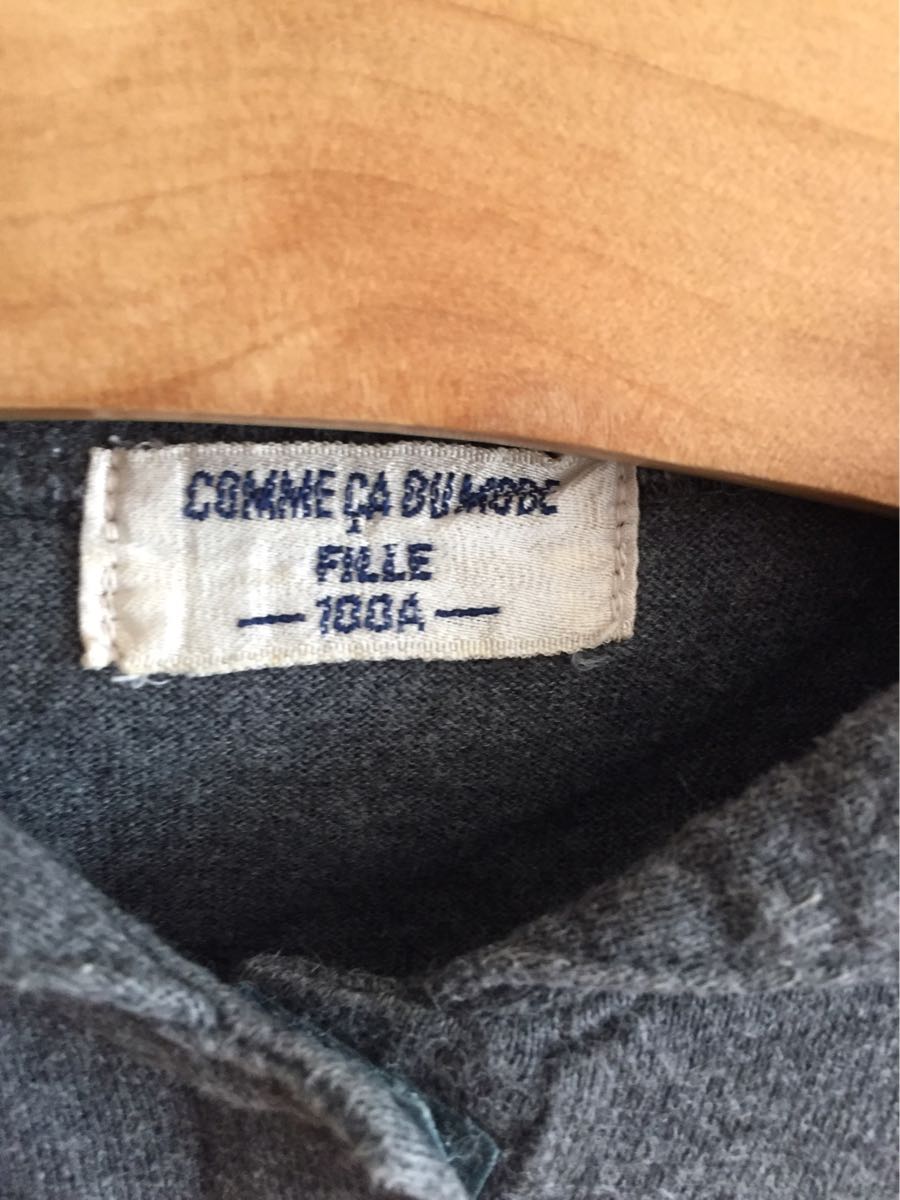 COMME ÇA DU MODE
FILLE
—100A—